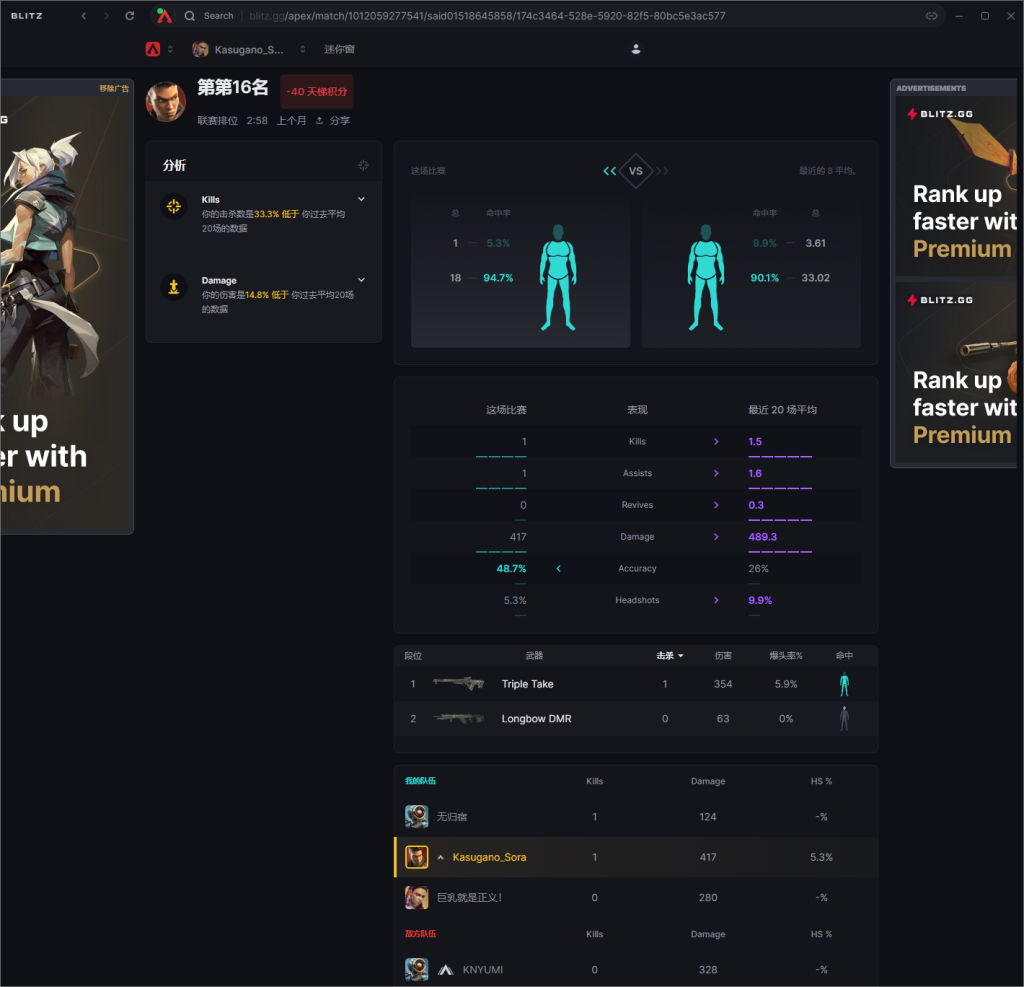 BLITZ
Search
blitz.gg/apex/match/1012059277541/said01518645858/174c3464-528e-5920-82f5-80bc5e3ac577
Kasugano_S...
迷你窗
移除广告
G
k up
er with
nium
第第16名
-40 天梯积分
联赛排位 2:58 上个月 分享
分析
Kills
你的击杀数是33.3% 低于 你过去平均
20场的数据
Damage
你的伤害是14.8% 低于 你过去平均20场
的数据
这场比赛
VS
最近的 8 平均。
总 命中率
命中率 总
1 5.3%
9.9% 3.61
18 94.7%
90.1% 33.02
这场比赛 表现 最近 20 场平均
1 Kills 1.5
1 Assists 1.6
0 Revives 0.3
417 Damage 489.3
48.7% Accuracy 26%
5.3% Headshots 9.9%
段位 武器 击杀 伤害 爆头率% 命中
1 Triple Take 1 354 5.9%
2 Longbow DMR 0 63 0%
我的队伍 Kills Damage HS %
无归宿 1 124 -%
Kasugano_Sora 1 417 5.3%
巨乳就是正义! 0 280 -%
敌方队伍 Kills Damage HS %
KNYUMI 0 328 -%
ADVERTISEMENTS
BLITZ.GG
Rank up
faster wit
Premium
BLITZ.GG
Rank up
faster wit
Premium